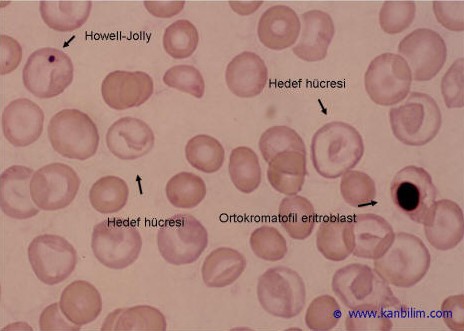 Howell-Jolly
Hedef hücresi
Hedef hücresi
Ortokromatofil eritroblast
© www.kanbilim.com